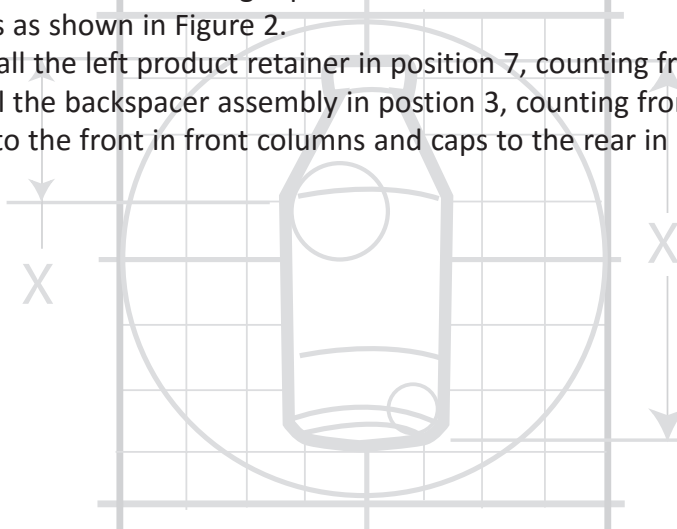 s as shown in Figure 2.
all the left product retainer in position 7, counting fr
l the backspacer assembly in postion 3, counting fron
to the front in front columns and caps to the rear in
X
X